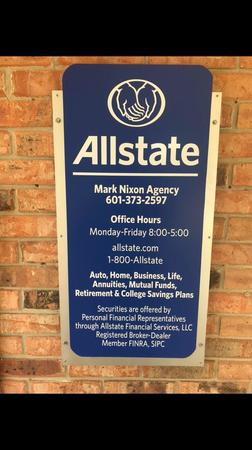 Allstate
Mark Nixon Agency
601-373-2597
Office Hours
Monday-Friday 8:00-5:00
allstate.com
1-800-Allstate
Auto, Home, Business, Life,
Annuities, Mutual Funds,
Retirement & College Savings Plans
Securities are offered by
Personal Financial Representatives
through Allstate Financial Services, LLC
Registered Broker-Dealer
Member FINRA, SIPC